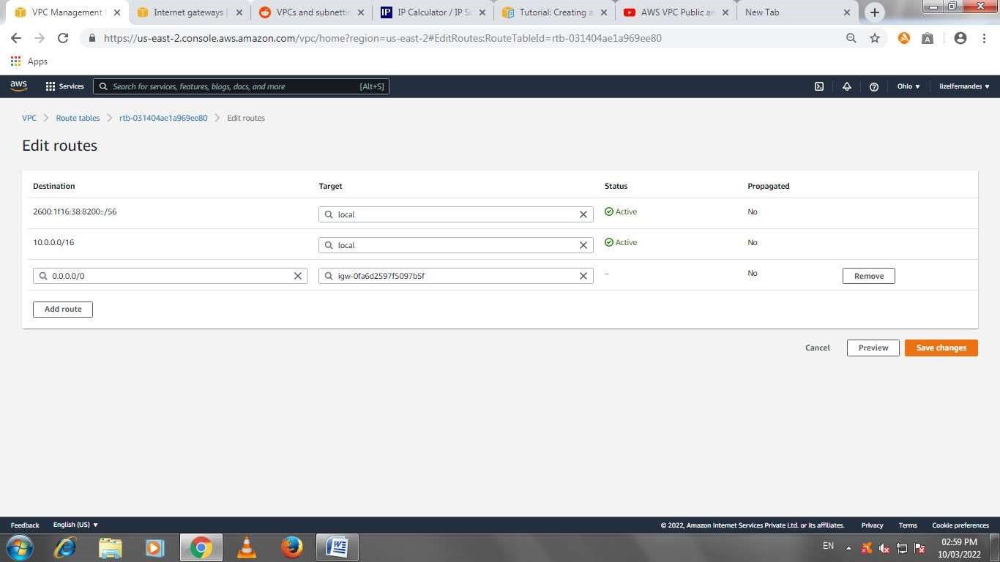 VPC Management C
Internet gateways |
VPCs and subnettin
IP Calculator / IP Su
Tutorial: Creating a
AWS VPC Public an
New Tab
https://us-east-2.console.aws.amazon.com/vpc/home?region=us-east-2#EditRoutes:RouteTableId=rtb-031404ae1a969ee80
Apps
aws Services Search for services, features, blogs, docs, and more [Alt+S] Ohio ▼ lizelfernandes ▼
VPC > Route tables > rtb-031404ae1a969ee80 > Edit routes
Edit routes
Destination Target Status Propagated
2600:1f16:38:8200::/56 local Active No
10.0.0.0/16 local Active No
0.0.0.0/0 igw-0fa6d2597f5097b5f – No Remove
Add route
Cancel Preview Save changes
Feedback English (US) ▼ © 2022, Amazon Internet Services Private Ltd. or its affiliates. Privacy Terms Cookie preferences
EN 02:59 PM
10/03/2022